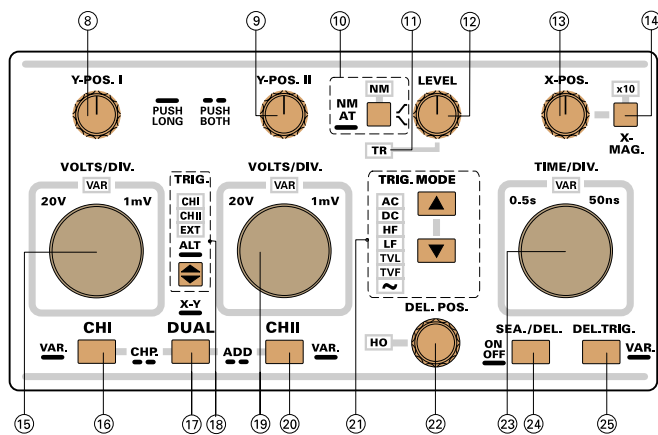 8 9 10 11 12 13 14
Y-POS. I
PUSH LONG
PUSH BOTH
Y-POS. II
NM AT
NM
LEVEL
TR
X-POS.
x10
X-MAG.
VOLTS/DIV.
VAR
20V 1mV
TRIG.
CHI
CHII
EXT
ALT
VOLTS/DIV.
VAR
20V 1mV
TRIG. MODE
AC
DC
HF
LF
TVL
TVF
~
TIME/DIV.
VAR
0.5s 50ns
X-Y
DEL. POS.
HO
VAR.
CHI
CHP.
DUAL
ADD
CHII
VAR.
ON OFF
SEA./DEL.
DEL.TRIG.
VAR.
15 16 17 18 19 20 21 22 23 24 25